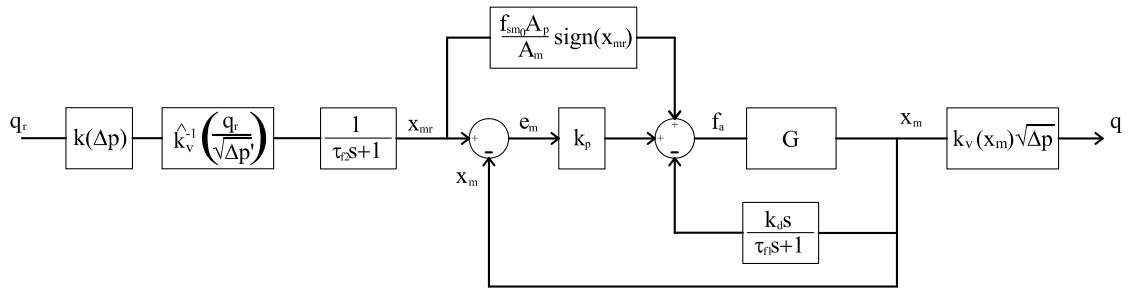 f_sm0 A_p / A_m sign(x_mr)
q_r
k(Δp)
k̂_v^-1 (q_r / √Δp')
1 / τ_f2 s+1
x_mr
+
-
e_m
k_p
+
+
-
f_a
G
x_m
k_v(x_m)√Δp
q
x_m
k_d s / τ_f1 s+1